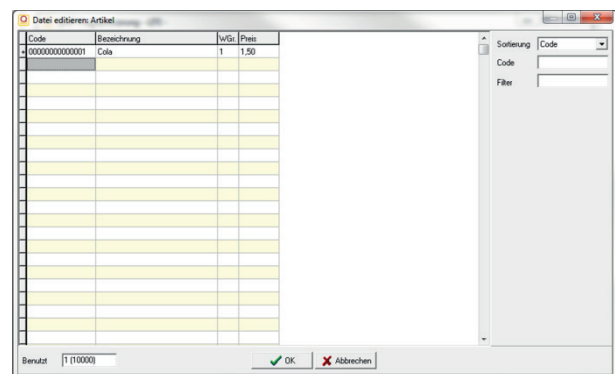 Datei editieren: Artikel
Code Bezeichnung WGr. Preis
00000000000001 Cola 1 1,50
Sortierung Code
Code
Filter
Benutzt 1 (10000)
OK Abbrechen